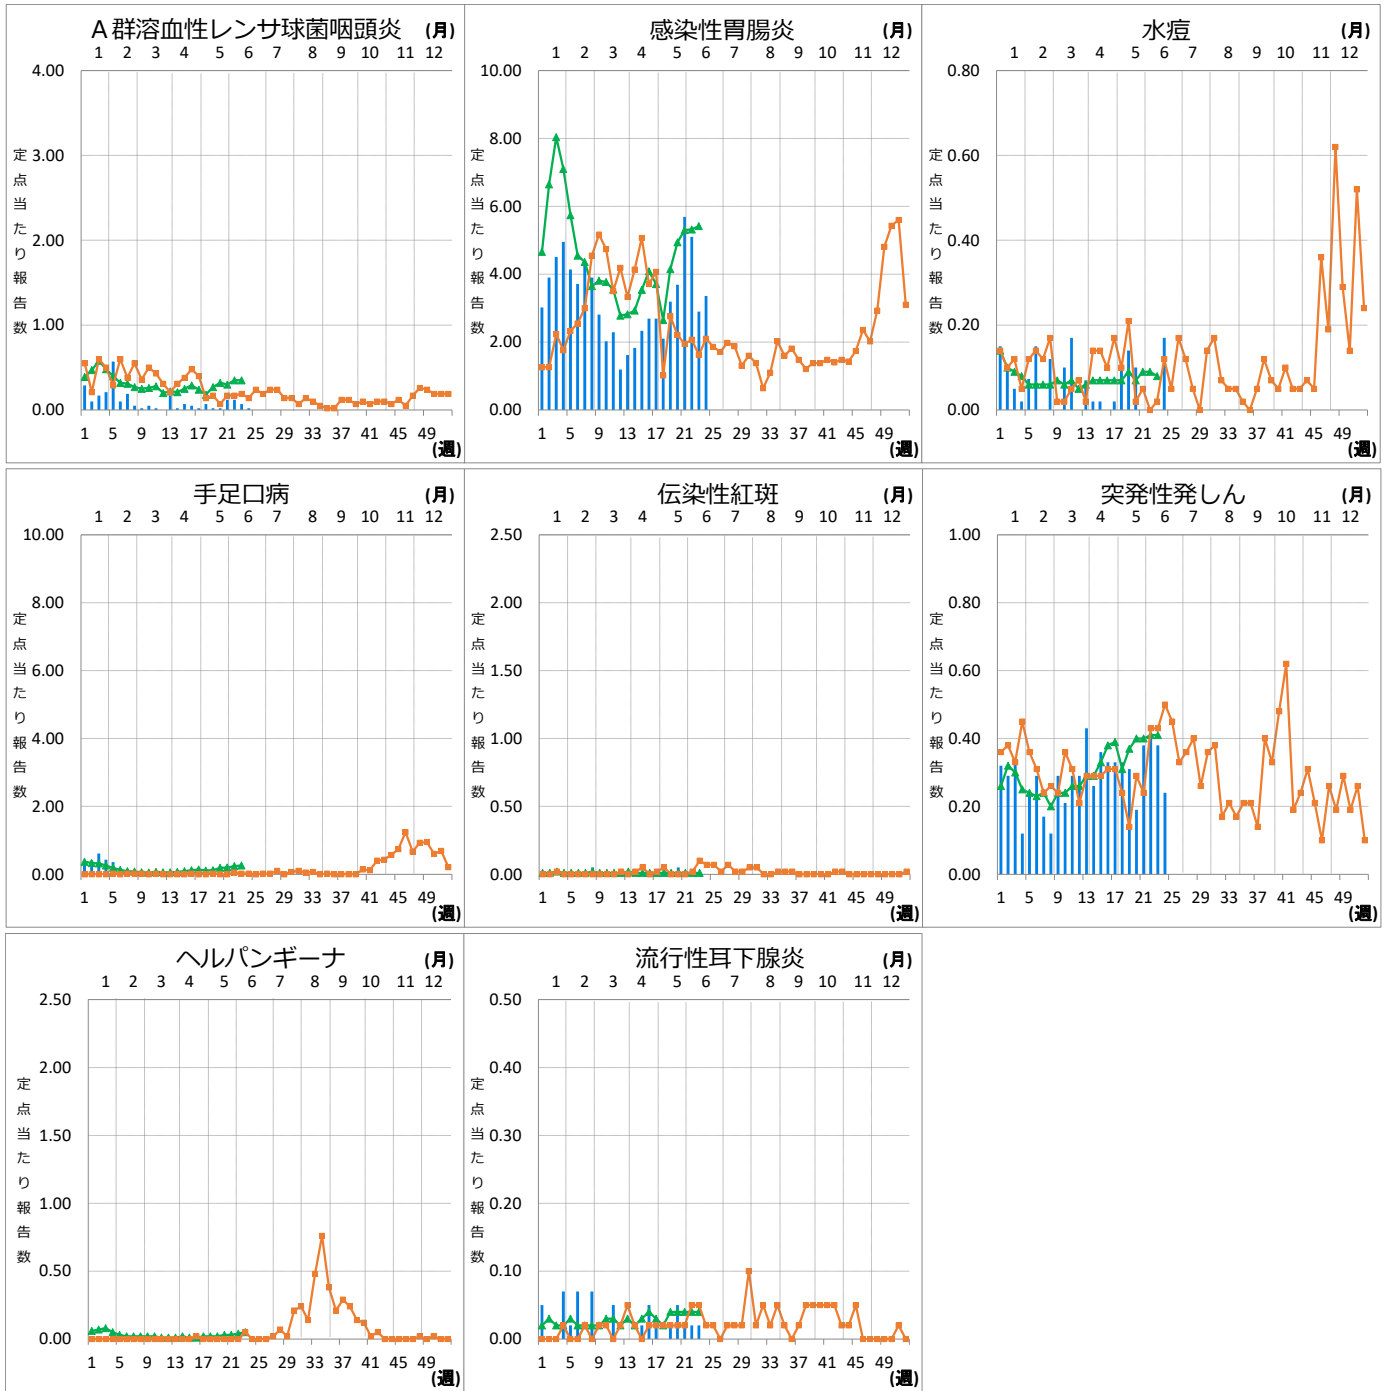 A群溶血性レンサ球菌咽頭炎 (月)
1 2 3 4 5 6 7 8 9 10 11 12
4.00
3.00
2.00
1.00
0.00
定点当たり報告数
1 5 9 13 17 21 25 29 33 37 41 45 49
(週)
感染性胃腸炎 (月)
1 2 3 4 5 6 7 8 9 10 11 12
10.00
8.00
6.00
4.00
2.00
0.00
定点当たり報告数
1 5 9 13 17 21 25 29 33 37 41 45 49
(週)
水痘 (月)
1 2 3 4 5 6 7 8 9 10 11 12
0.80
0.60
0.40
0.20
0.00
定点当たり報告数
1 5 9 13 17 21 25 29 33 37 41 45 49
(週)
手足口病 (月)
1 2 3 4 5 6 7 8 9 10 11 12
10.00
8.00
6.00
4.00
2.00
0.00
定点当たり報告数
1 5 9 13 17 21 25 29 33 37 41 45 49
(週)
伝染性紅斑 (月)
1 2 3 4 5 6 7 8 9 10 11 12
2.50
2.00
1.50
1.00
0.50
0.00
定点当たり報告数
1 5 9 13 17 21 25 29 33 37 41 45 49
(週)
突発性発しん (月)
1 2 3 4 5 6 7 8 9 10 11 12
1.00
0.80
0.60
0.40
0.20
0.00
定点当たり報告数
1 5 9 13 17 21 25 29 33 37 41 45 49
(週)
ヘルパンギーナ (月)
1 2 3 4 5 6 7 8 9 10 11 12
2.50
2.00
1.50
1.00
0.50
0.00
定点当たり報告数
1 5 9 13 17 21 25 29 33 37 41 45 49
(週)
流行性耳下腺炎 (月)
1 2 3 4 5 6 7 8 9 10 11 12
0.50
0.40
0.30
0.20
0.10
0.00
定点当たり報告数
1 5 9 13 17 21 25 29 33 37 41 45 49
(週)